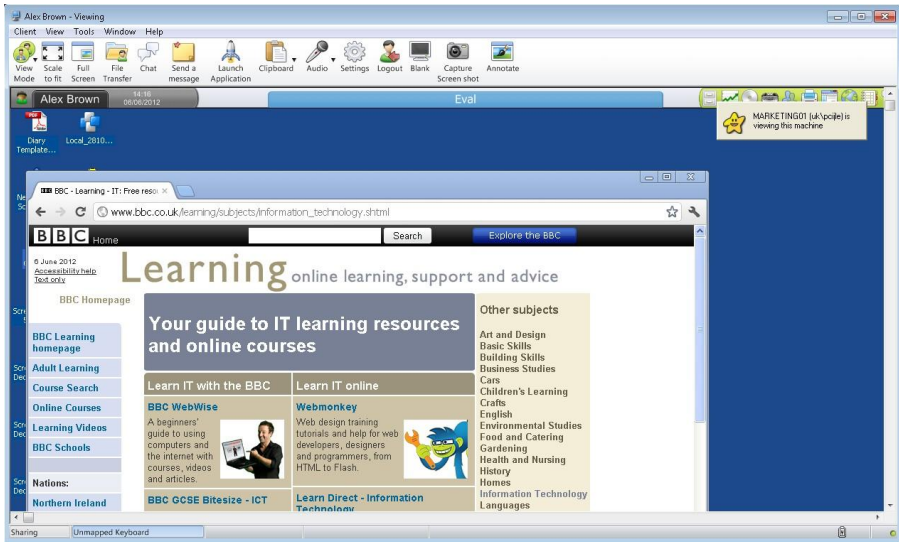 Alex Brown - Viewing
Client View Tools Window Help
View Mode
Scale to fit
Full Screen
File Transfer
Chat
Send a message
Launch Application
Clipboard
Audio
Settings
Logout
Blank
Capture Screen shot
Annotate
Alex Brown
14:16
06/06/2012
Eval
MARKETING01 (uk\pcijle) is
viewing this machine
Diary
Template...
Local_2810...
BBC - Learning - IT: Free reso
www.bbc.co.uk/learning/subjects/information_technology.shtml
BBC Home
Search
Explore the BBC
6 June 2012
Accessibility help
Text only
Learning online learning, support and advice
BBC Homepage
BBC Learning
homepage
Adult Learning
Course Search
Online Courses
Learning Videos
BBC Schools
Nations:
Northern Ireland
Your guide to IT learning resources
and online courses
Learn IT with the BBC
BBC WebWise
A beginners'
guide to using
computers and
the internet with
courses, videos
and articles.
BBC GCSE Bitesize - ICT
Learn IT online
Webmonkey
Web design training
tutorials and help for web
developers, designers
and programmers, from
HTML to Flash.
Learn Direct - Information
Technology
Other subjects
Art and Design
Basic Skills
Building Skills
Business Studies
Cars
Children's Learning
Crafts
English
Environmental Studies
Food and Catering
Gardening
Health and Nursing
History
Homes
Information Technology
Languages
Sharing
Unmapped Keyboard